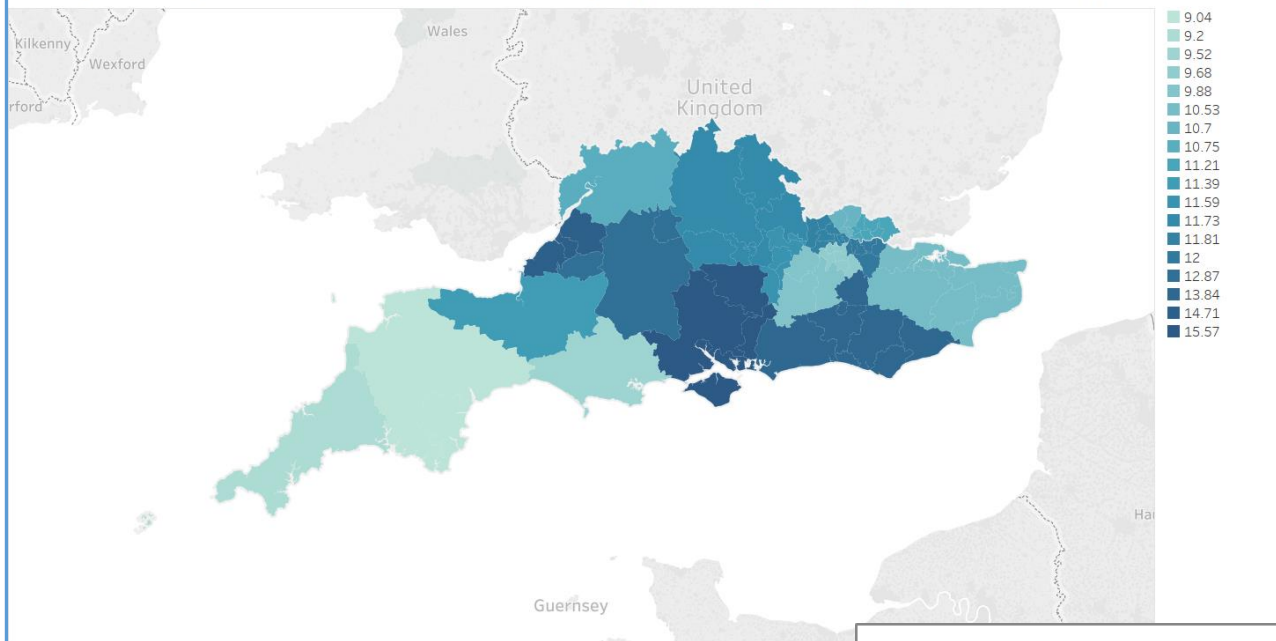 Kilkenny
Wexford
rford
Wales
United
Kingdom
Guernsey
Hau
9.04
9.2
9.52
9.68
9.88
10.53
10.7
10.75
11.21
11.39
11.59
11.73
11.81
12
12.87
13.84
14.71
15.57